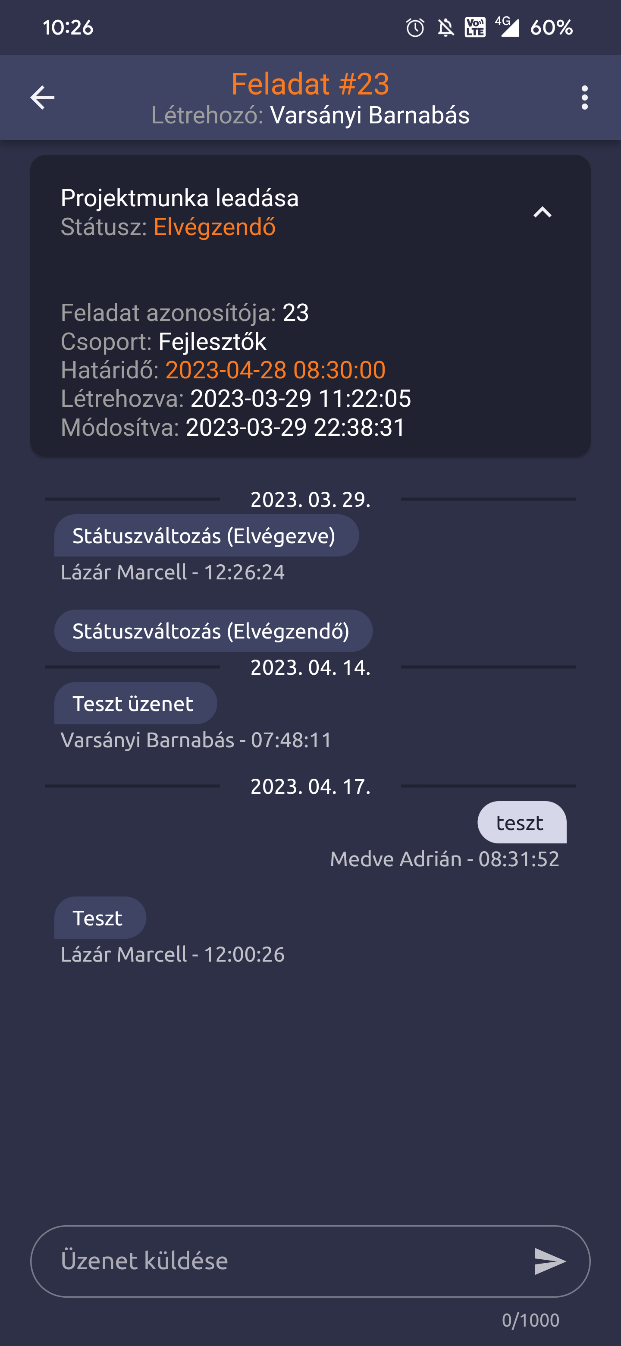 10:26 Vo)) LTE 4G 60%
Feladat #23
Létrehozó: Varsányi Barnabás
Projektmunka leadása
Státusz: Elvégzendő
Feladat azonosítója: 23
Csoport: Fejlesztők
Határidő: 2023-04-28 08:30:00
Létrehozva: 2023-03-29 11:22:05
Módosítva: 2023-03-29 22:38:31
2023. 03. 29.
Státuszváltozás (Elvégezve)
Lázár Marcell - 12:26:24
Státuszváltozás (Elvégzendő)
2023. 04. 14.
Teszt üzenet
Varsányi Barnabás - 07:48:11
2023. 04. 17.
teszt
Medve Adrián - 08:31:52
Teszt
Lázár Marcell - 12:00:26
Üzenet küldése
0/1000